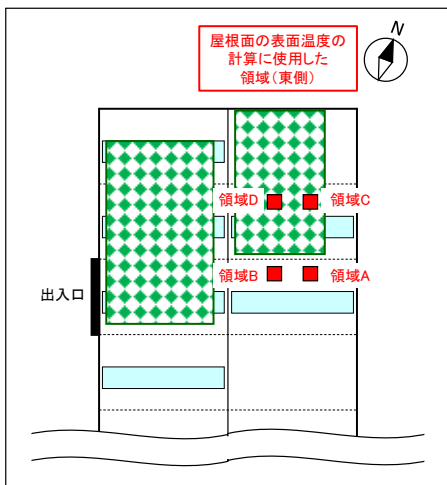 屋根面の表面温度の
計算に使用した
領域(東側)
N
領域D
領域C
領域B
領域A
出入口